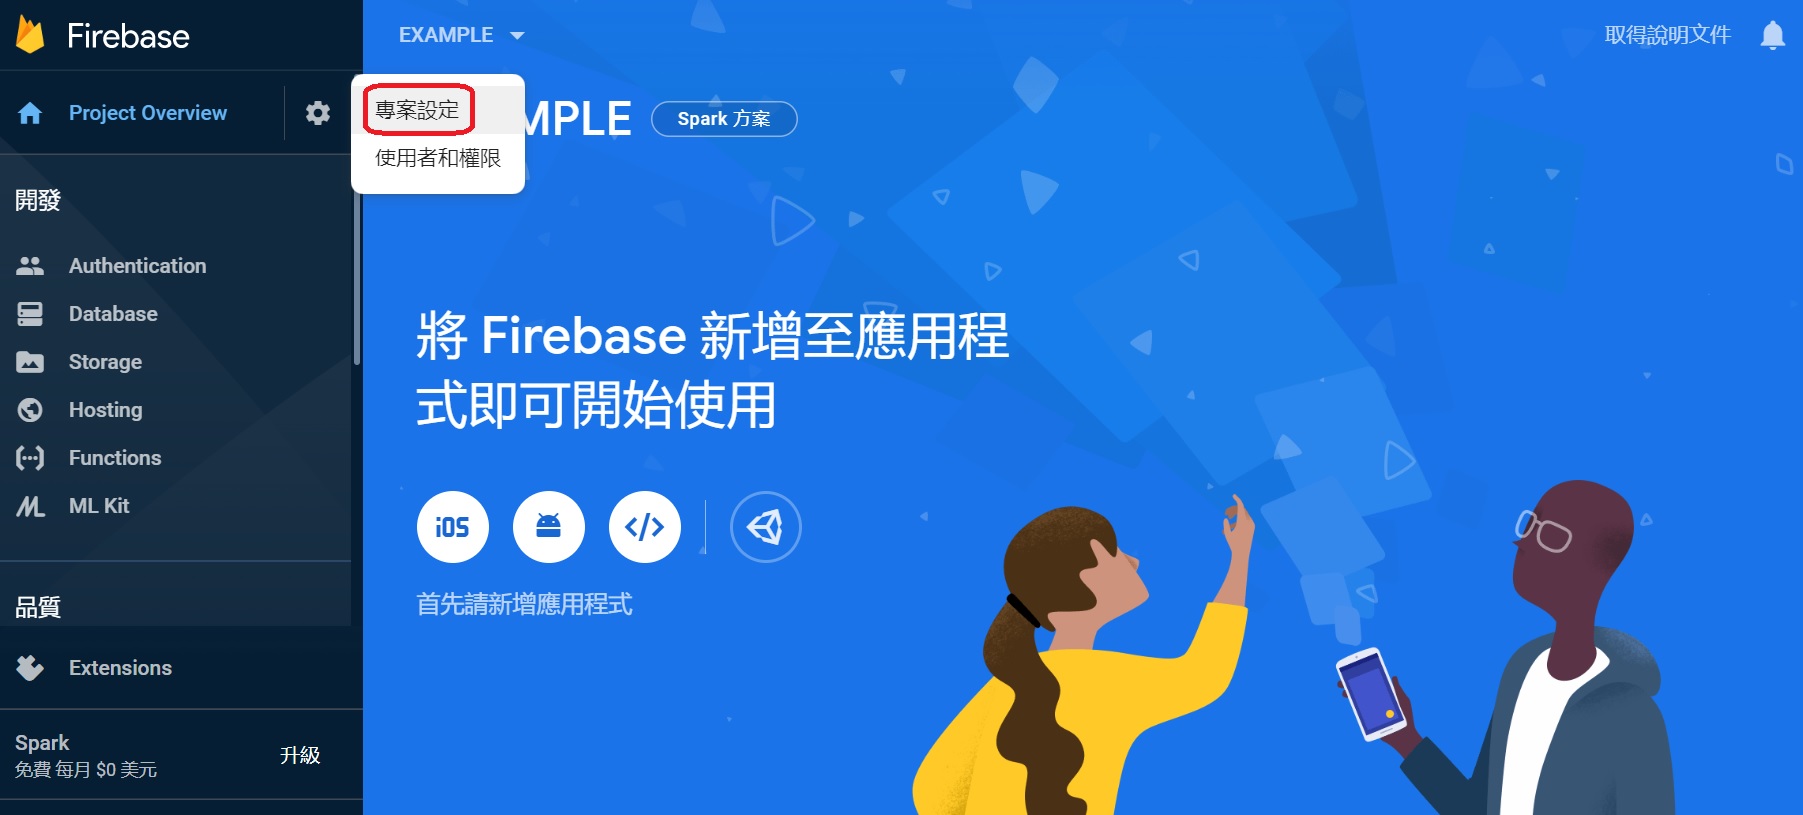 Firebase
EXAMPLE
取得說明文件
Project Overview
專案設定
使用者和權限
MPLE
Spark 方案
開發
Authentication
Database
Storage
Hosting
Functions
ML Kit
品質
Extensions
Spark
免費 每月 $0 美元
升級
將 Firebase 新增至應用程
式即可開始使用
iOS
首先請新增應用程式